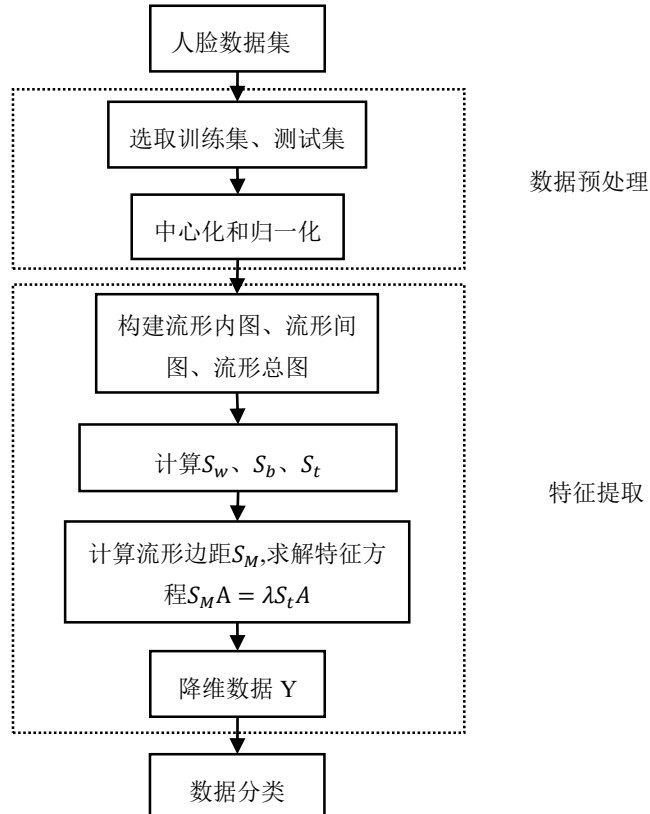 人脸数据集
选取训练集、测试集
数据预处理
中心化和归一化
构建流形内图、流形间
图、流形总图
计算S_w、S_b、S_t
特征提取
计算流形边距S_M,求解特征方
程S_MA = λS_tA
降维数据 Y
数据分类